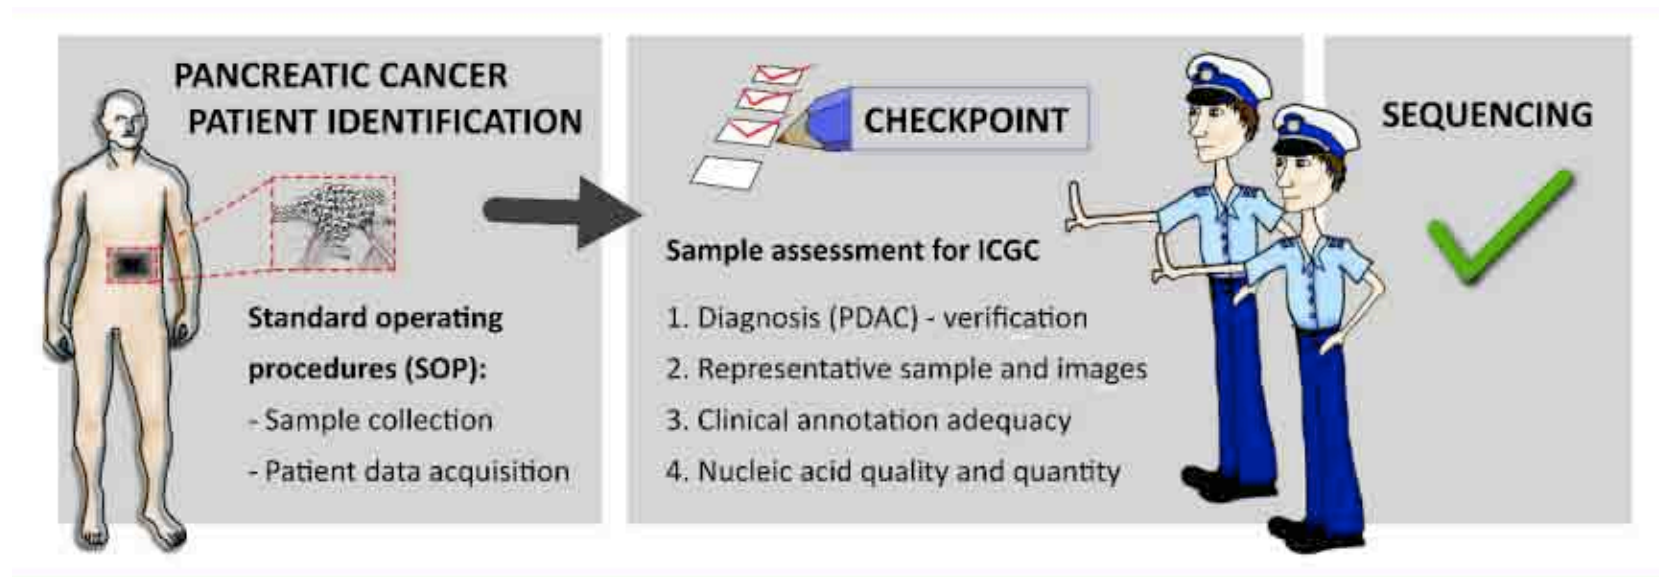 PANCREATIC CANCER
PATIENT IDENTIFICATION
Standard operating
procedures (SOP):
- Sample collection
- Patient data acquisition
CHECKPOINT
Sample assessment for ICGC
1. Diagnosis (PDAC) - verification
2. Representative sample and images
3. Clinical annotation adequacy
4. Nucleic acid quality and quantity
SEQUENCING